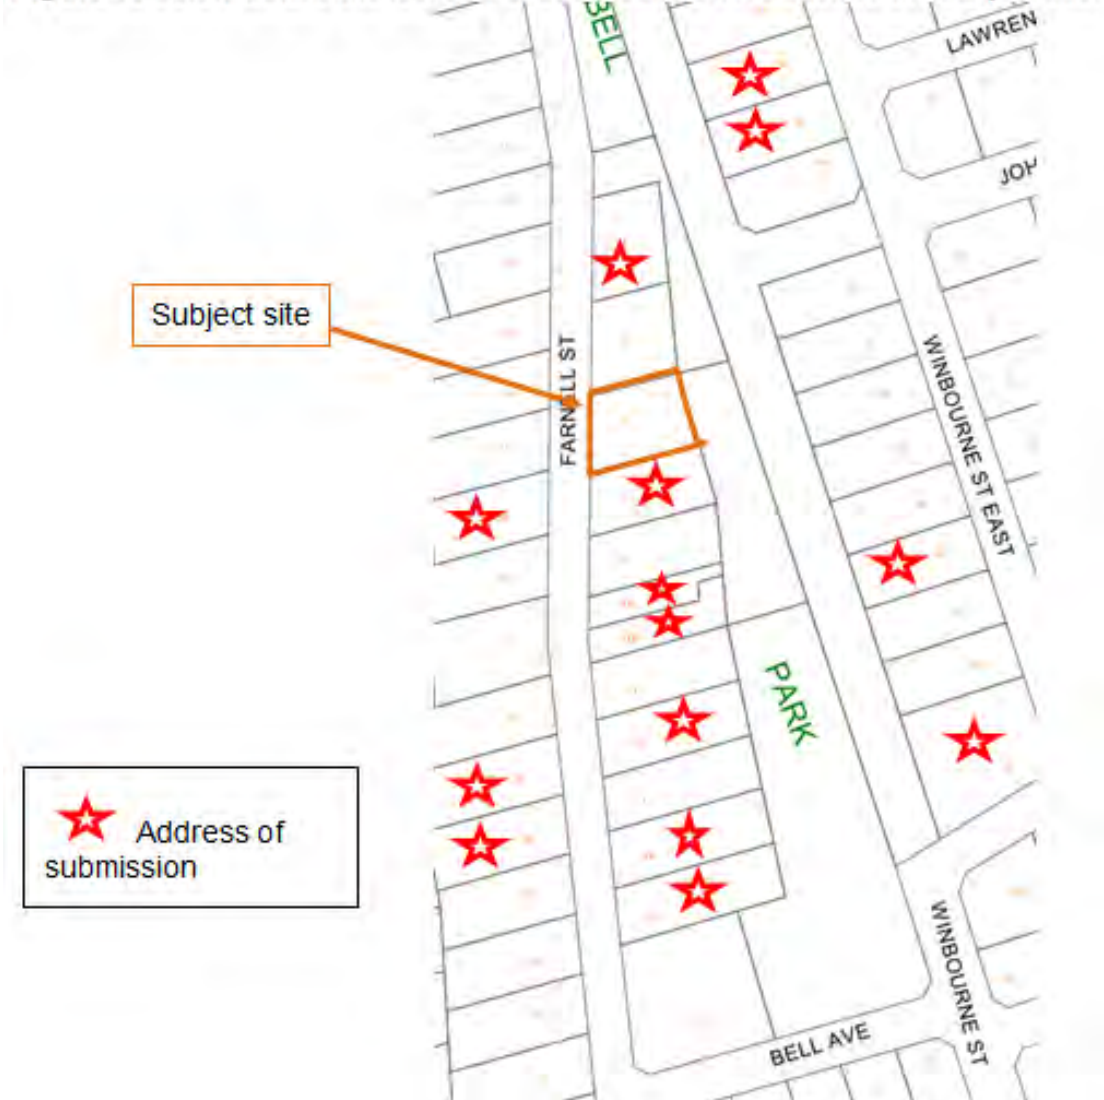 BELL
LAWREN
JOH
Subject site
FARNELL ST
WINBOURNE ST EAST
PARK
Address of
submission
WINBOURNE ST
BELL AVE